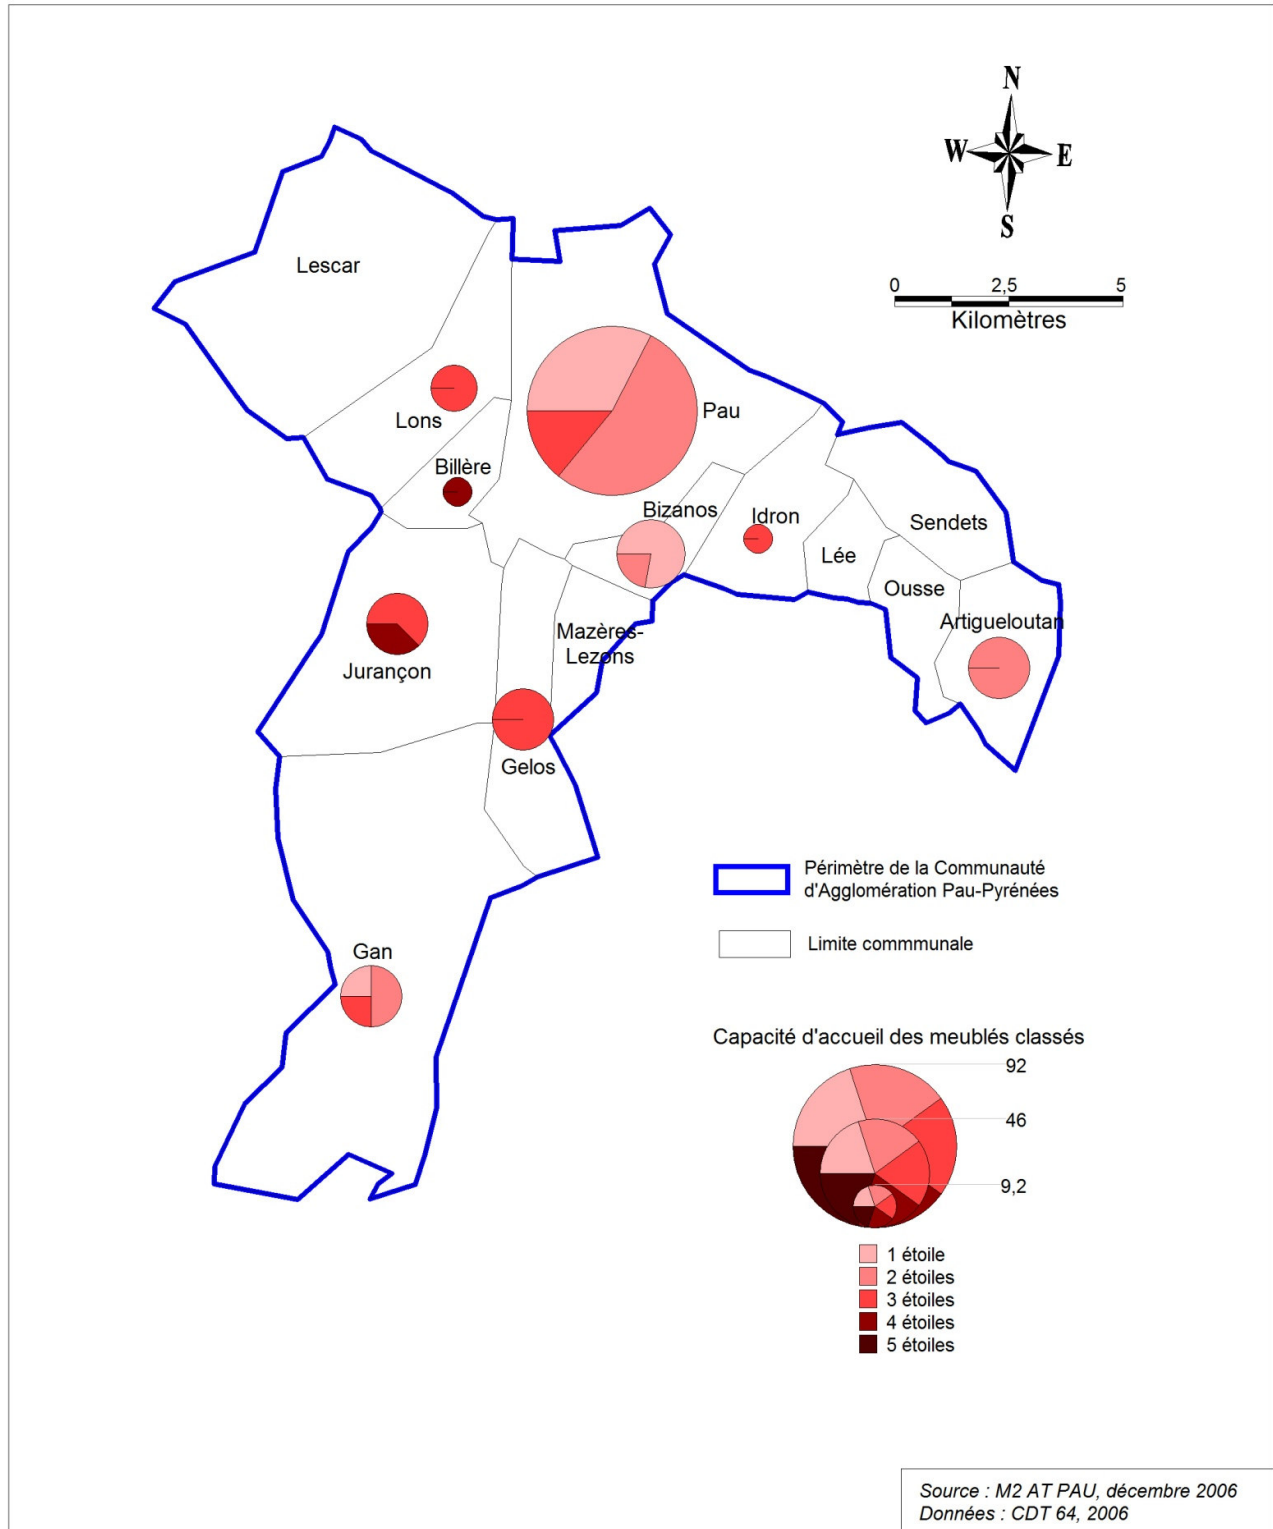 N
W E
S
0 2,5 5
Kilomètres
Lescar
Lons
Pau
Billère
Bizanos
Idron
Sendets
Lée
Ousse
Artigueloutan
Mazères-
Lezons
Jurançon
Gelos
Gan
Périmètre de la Communauté
d'Agglomération Pau-Pyrénées
Limite commmunale
Capacité d'accueil des meublés classés
92
46
9,2
1 étoile
2 étoiles
3 étoiles
4 étoiles
5 étoiles
Source : M2 AT PAU, décembre 2006
Données : CDT 64, 2006